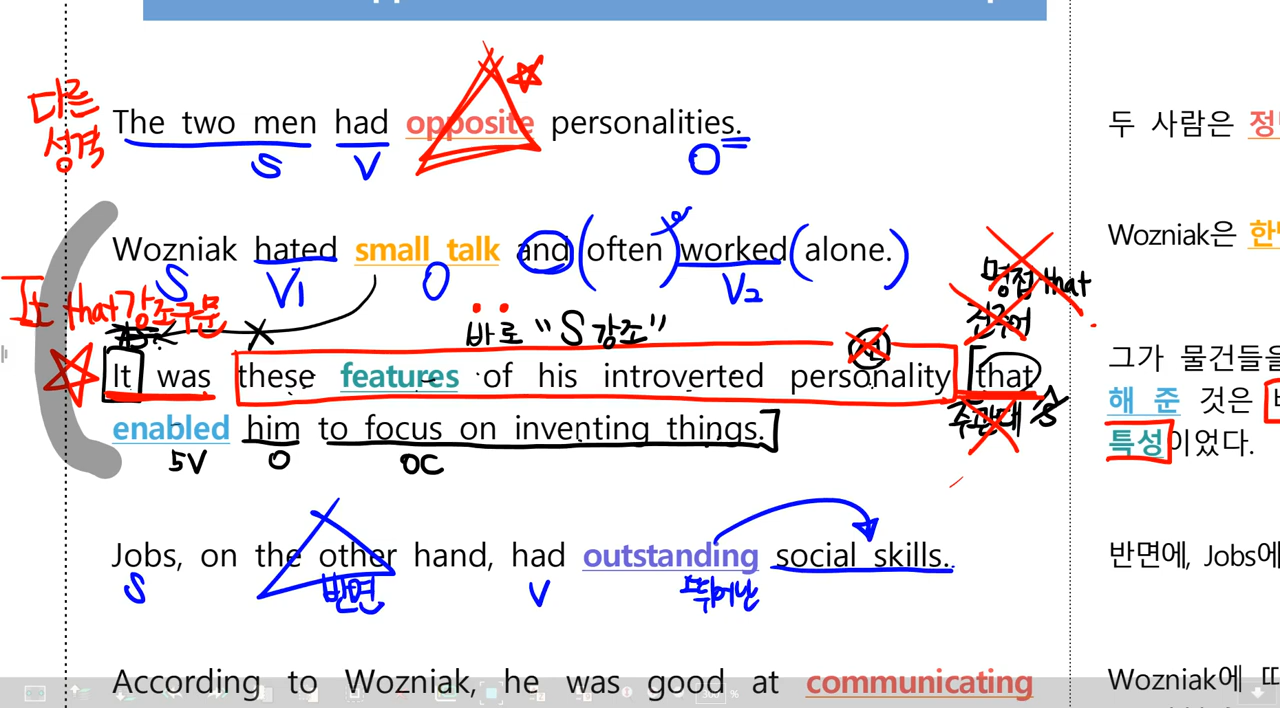 다른
성격
The two men had opposite personalities.
S V O
두 사람은 정
Wozniak hated small talk and (often) worked (alone.)
S V1 O V2
Wozniak은 한
It that 강조구문
바로 "S 강조"
명접 that
선
It was these features of his introverted personality that
주관대
S
그가 물건들을
enabled him to focus on inventing things.
5V O OC
해 준 것은
특성이었다.
Jobs, on the other hand, had outstanding social skills.
S 반면 V 뛰어난
반면에, Jobs에
According to Wozniak, he was good at communicating
Wozniak에 따